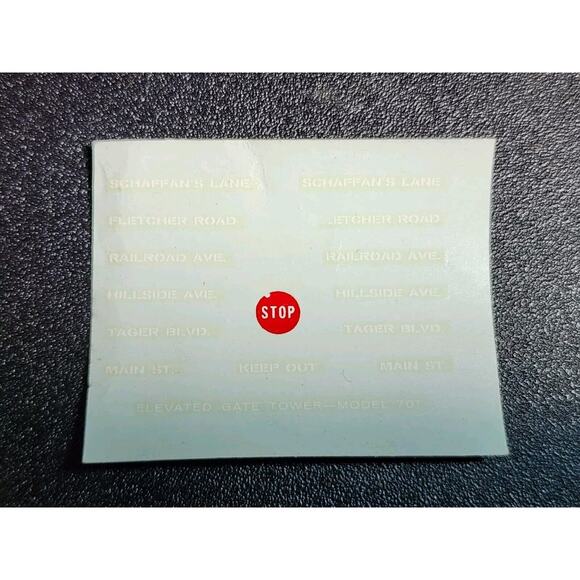 SCHAFFAN'S LANE SCHAFFAN'S LANE
FLETCHER ROAD LETCHER ROAD
RAILROAD AVE. RAILROAD AVE.
HILLSIDE AVE. HILLSIDE AVE.
STOP
TAGER BLVD. TAGER BLVD.
MAIN ST. KEEP OUT MAIN ST.
ELEVATED GATE TOWER—MODEL 701